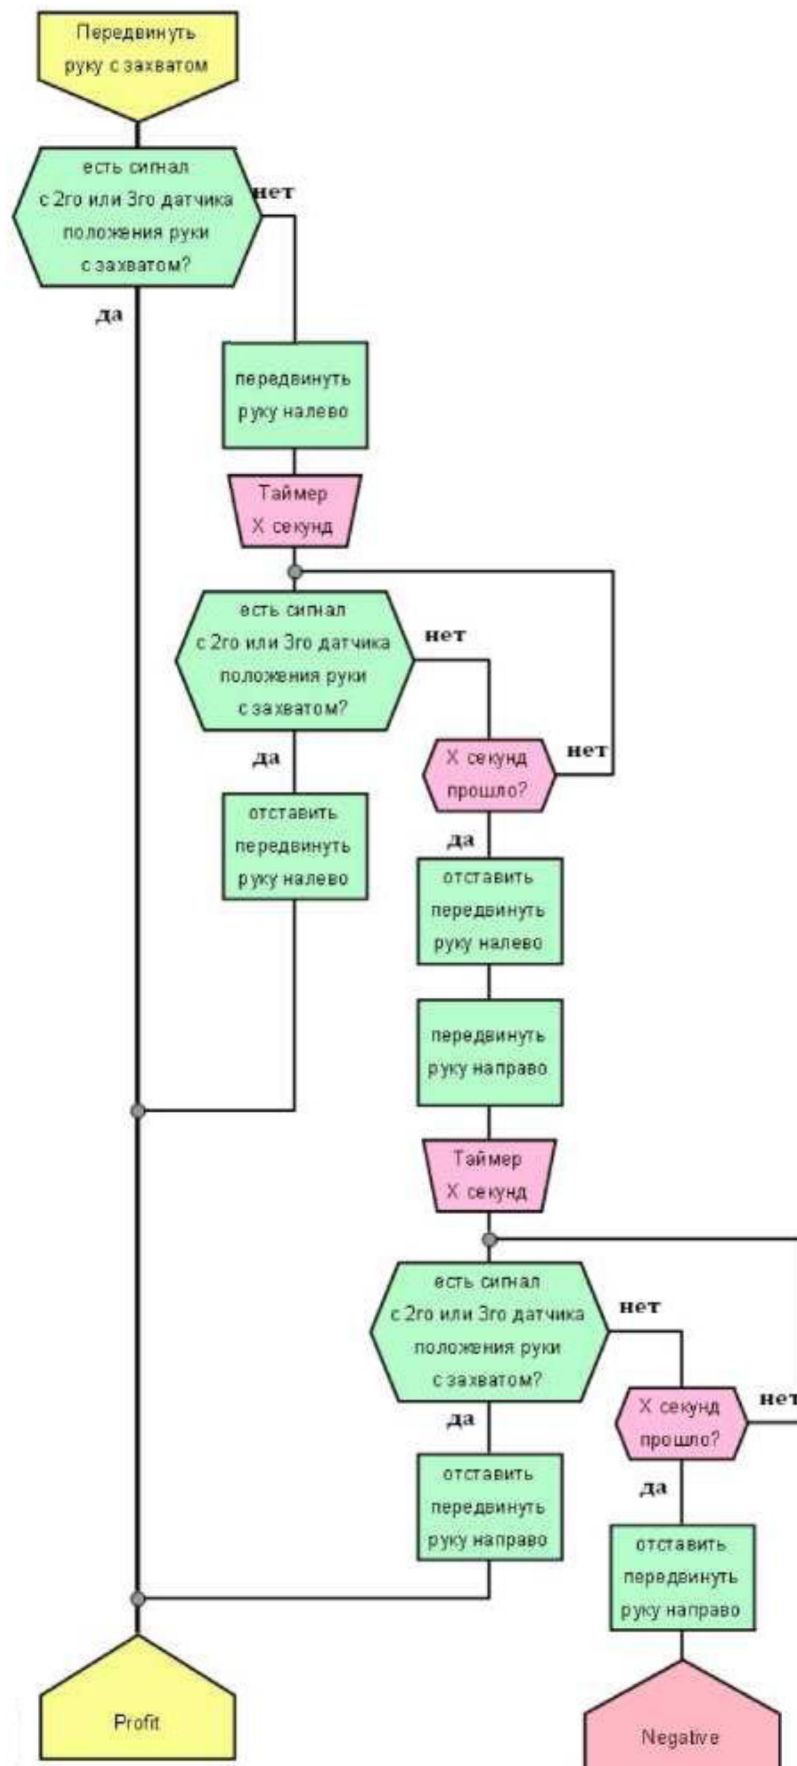 Передвинуть
руку с захватом
есть сигнал
с 2го или 3го датчика
положения руки
с захватом?
нет
да
передвинуть
руку налево
Таймер
X секунд
есть сигнал
с 2го или 3го датчика
положения руки
с захватом?
нет
да
X секунд
прошло?
нет
да
отставить
передвинуть
руку налево
отставить
передвинуть
руку налево
передвинуть
руку направо
Таймер
X секунд
есть сигнал
с 2го или 3го датчика
положения руки
с захватом?
нет
да
X секунд
прошло?
нет
да
отставить
передвинуть
руку направо
отставить
передвинуть
руку направо
Profit
Negative